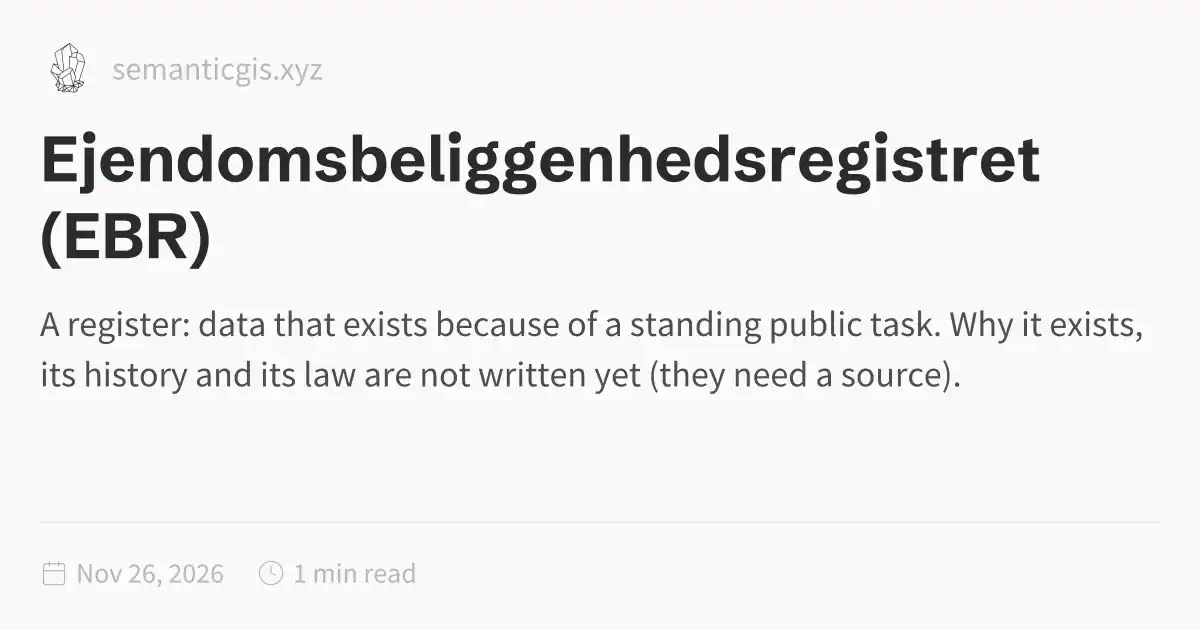 semanticgis.xyz
Ejendomsbeliggenhedsregistret
(EBR)
A register: data that exists because of a standing public task. Why it exists,
its history and its law are not written yet (they need a source).
Nov 26, 2026 1 min read